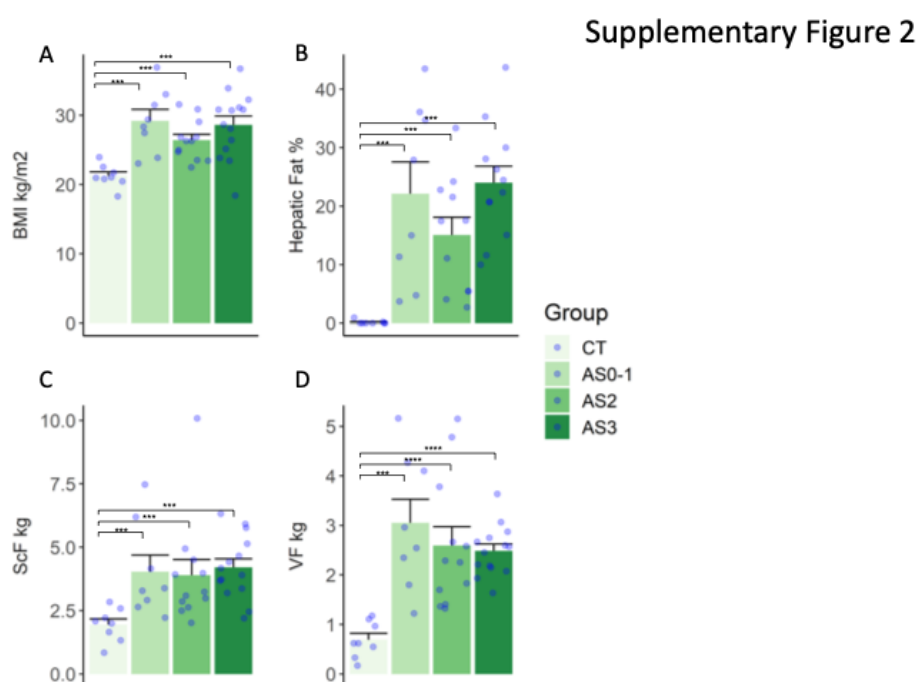 Supplementary Figure 2
A
***
***
***
BMI kg/m2
30
20
10
0
B
***
***
***
Hepatic Fat %
40
30
20
10
0
Group
CT
AS0-1
AS2
AS3
C
***
***
***
ScF kg
10.0
7.5
5.0
2.5
0.0
D
****
****
***
VF kg
5
4
3
2
1
0